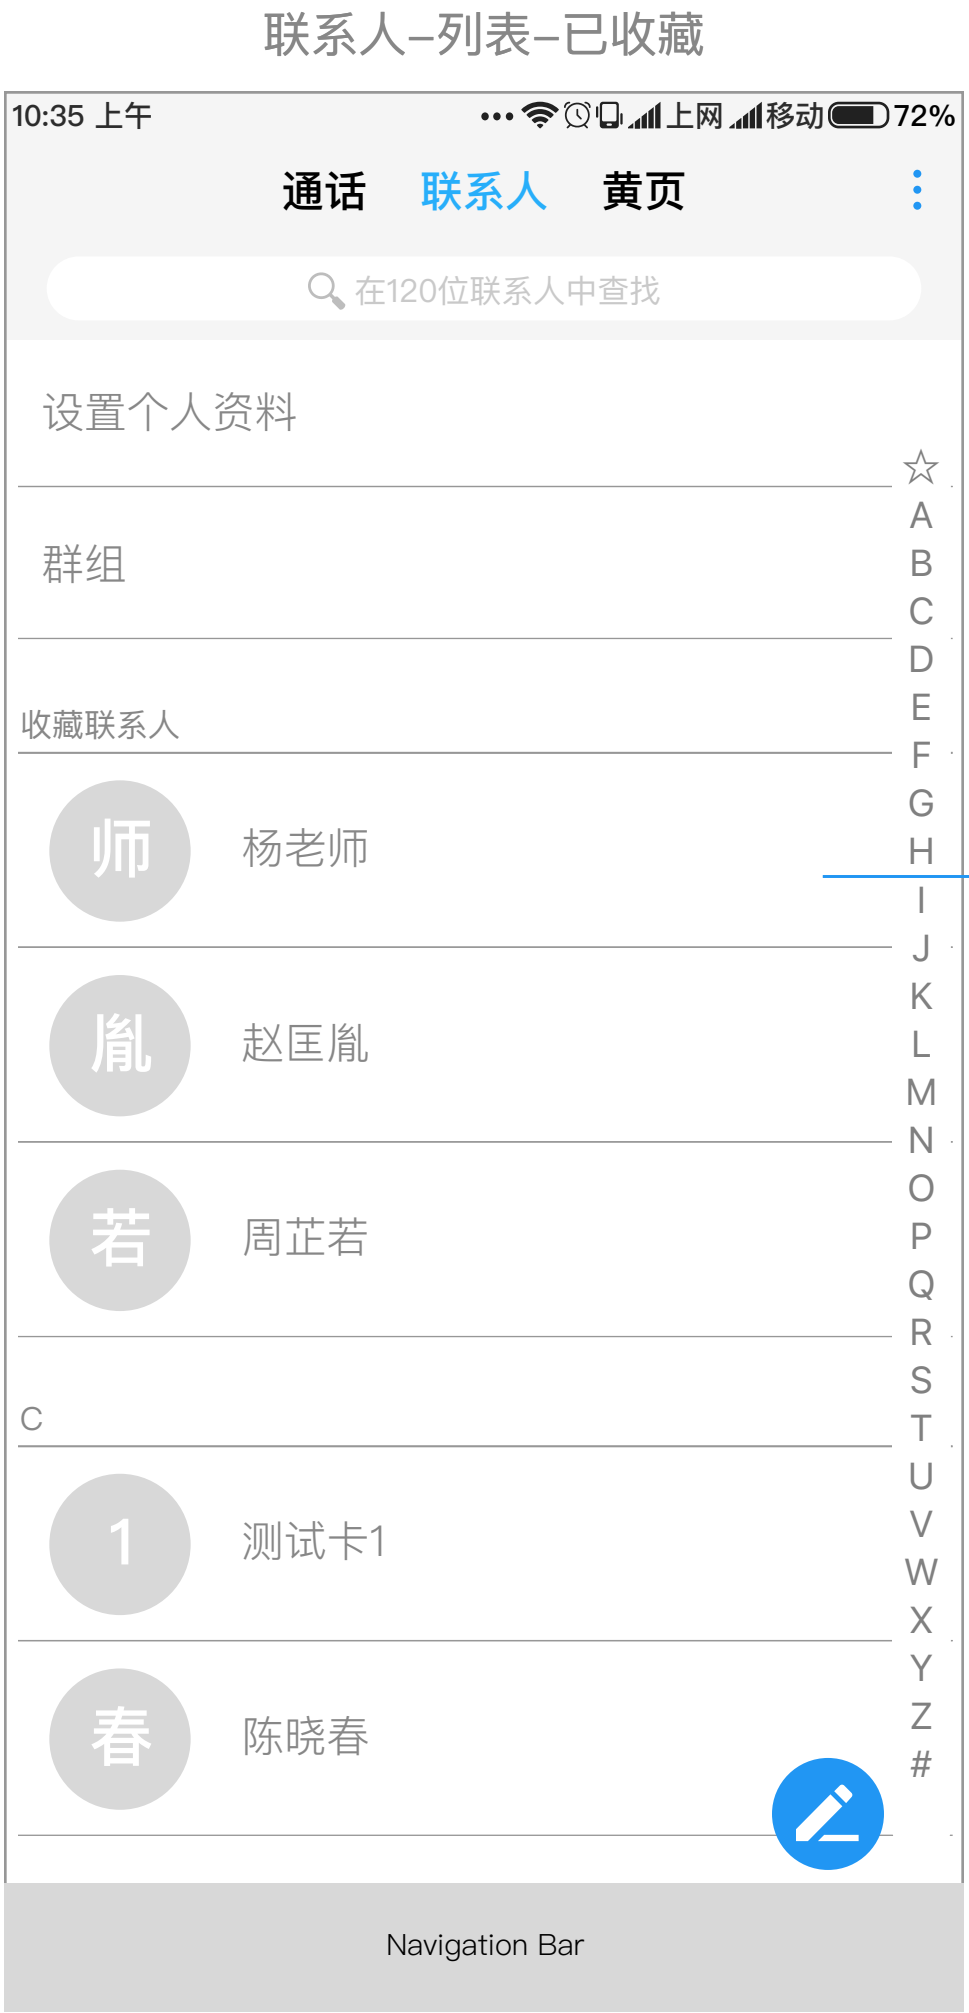 联系人-列表-已收藏
10:35 上午 上网 移动 72%
通话 联系人 黄页
在120位联系人中查找
设置个人资料
群组
收藏联系人
师 杨老师
胤 赵匡胤
若 周芷若
C
1 测试卡1
春 陈晓春
☆
A
B
C
D
E
F
G
H
I
J
K
L
M
N
O
P
Q
R
S
T
U
V
W
X
Y
Z
#
Navigation Bar